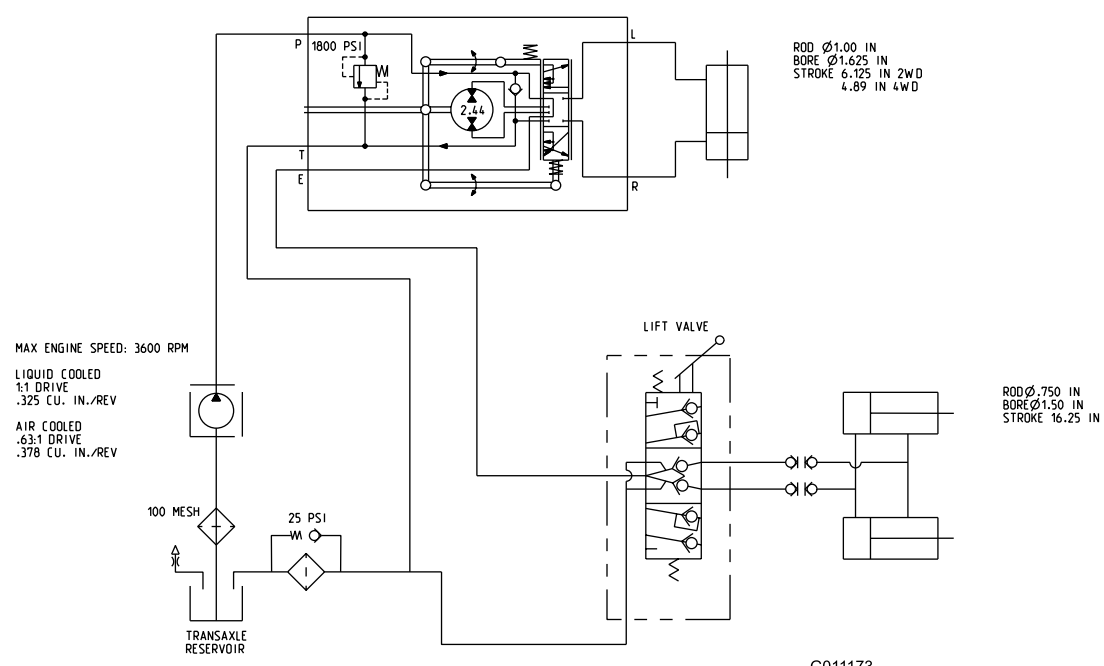 P
1800 PSI
L
2.44
T
E
R
ROD Ø1.00 IN
BORE Ø1.625 IN
STROKE 6.125 IN 2WD
4.89 IN 4WD
LIFT VALVE
MAX ENGINE SPEED: 3600 RPM
LIQUID COOLED
1:1 DRIVE
.325 CU. IN./REV
AIR COOLED
.63:1 DRIVE
.378 CU. IN./REV
RODØ.750 IN
BOREØ1.50 IN
STROKE 16.25 IN
100 MESH
25 PSI
TRANSAXLE
RESERVOIR
G011173